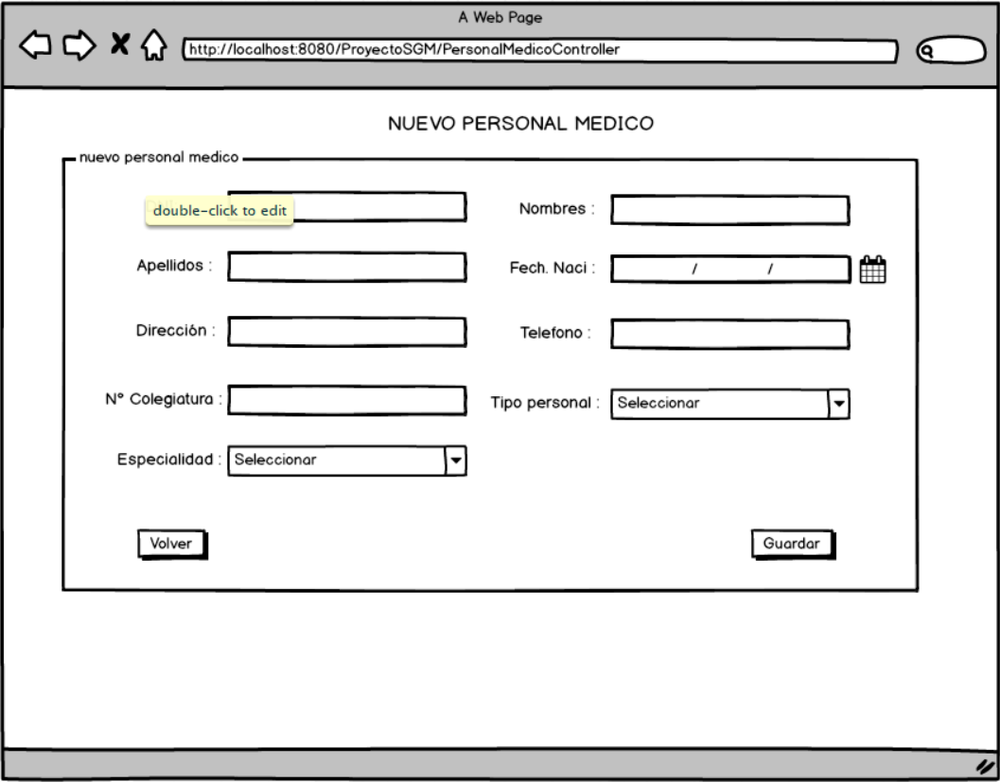 A Web Page
http://localhost:8080/ProyectoSGM/PersonalMedicoController
NUEVO PERSONAL MEDICO
nuevo personal medico
double-click to edit
Nombres :
Apellidos :
Fech. Naci :
/ /
Dirección :
Telefono :
N° Colegiatura :
Tipo personal :
Seleccionar
Especialidad :
Seleccionar
Volver
Guardar